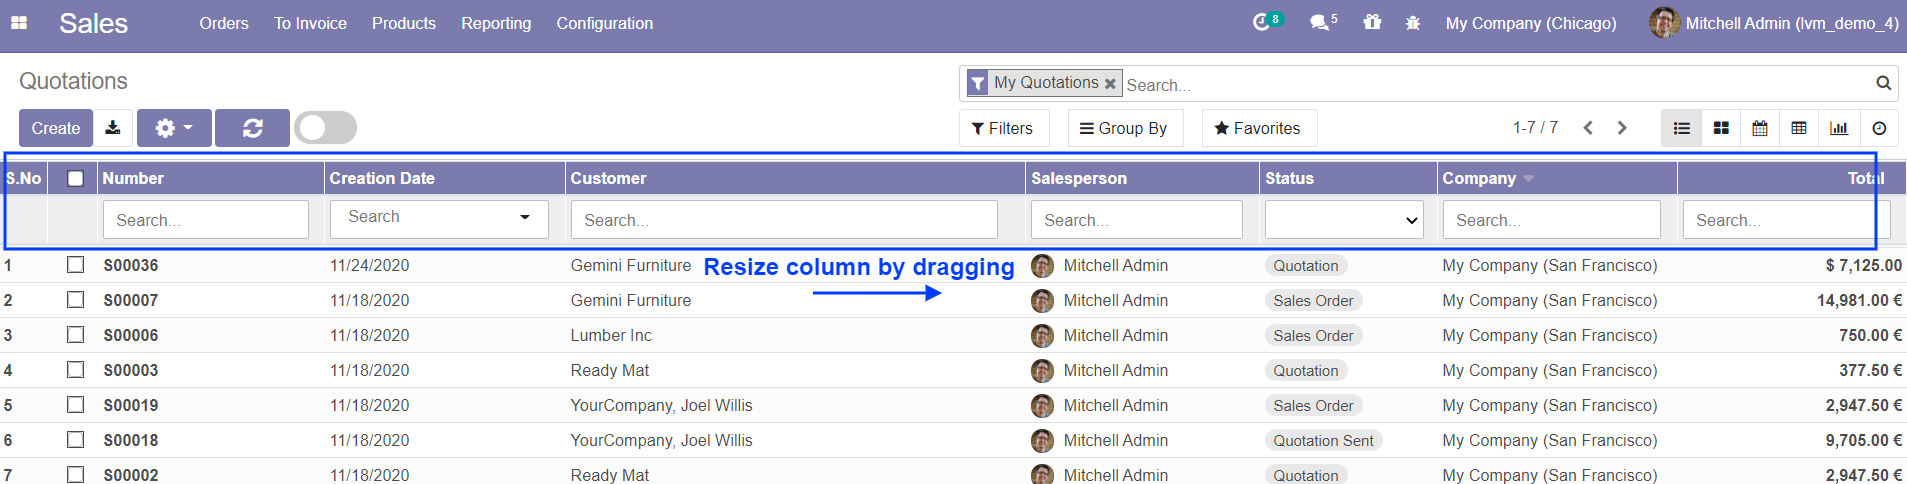 Sales Orders To Invoice Products Reporting Configuration 8 5 My Company (Chicago) Mitchell Admin (lvm_demo_4)
Quotations My Quotations Search...
Create Filters Group By Favorites 1-7 / 7
S.No Number Creation Date Customer Salesperson Status Company Total
Search... Search Search... Search... Search... Search...
1 S00036 11/24/2020 Gemini Furniture Mitchell Admin Quotation My Company (San Francisco) $ 7,125.00
Resize column by dragging
2 S00007 11/18/2020 Gemini Furniture Mitchell Admin Sales Order My Company (San Francisco) 14,981.00 €
3 S00006 11/18/2020 Lumber Inc Mitchell Admin Sales Order My Company (San Francisco) 750.00 €
4 S00003 11/18/2020 Ready Mat Mitchell Admin Quotation My Company (San Francisco) 377.50 €
5 S00019 11/18/2020 YourCompany, Joel Willis Mitchell Admin Sales Order My Company (San Francisco) 2,947.50 €
6 S00018 11/18/2020 YourCompany, Joel Willis Mitchell Admin Quotation Sent My Company (San Francisco) 9,705.00 €
7 S00002 11/18/2020 Ready Mat Mitchell Admin Quotation My Company (San Francisco) 2,947.50 €